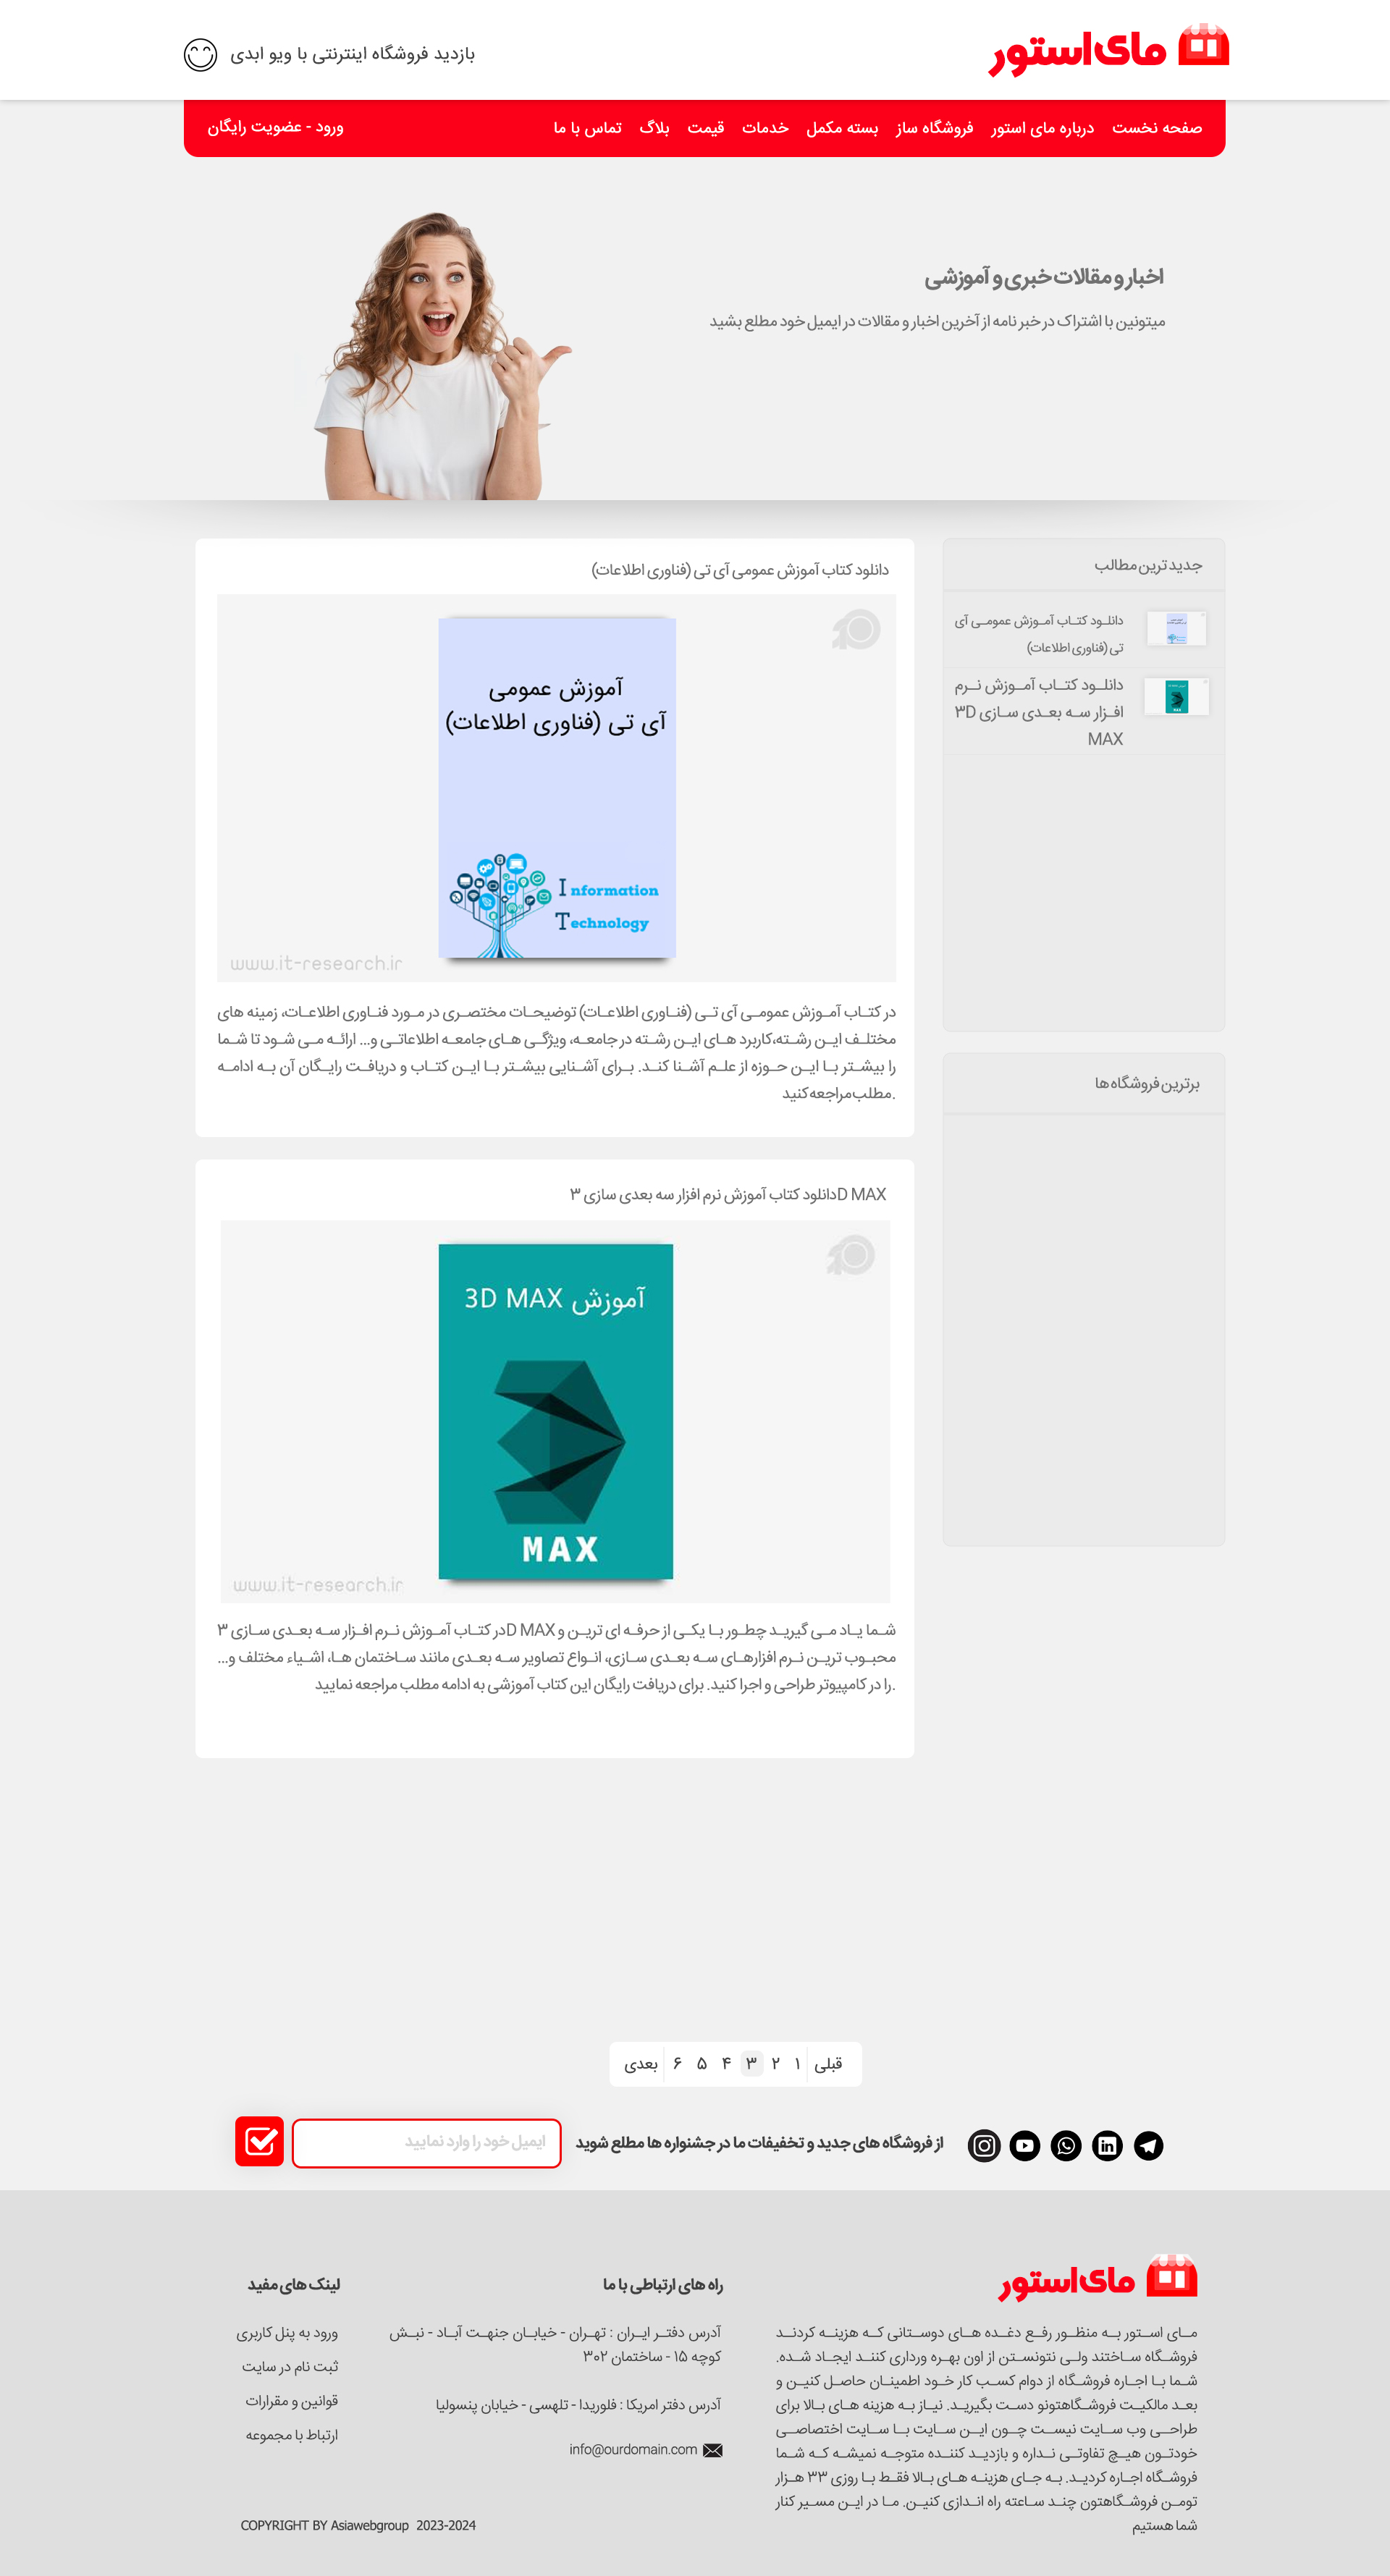 مای استور
بازدید فروشگاه اینترنتی با ویو ابدی
صفحه نخست درباره مای استور فروشگاه ساز بسته مکمل خدمات قیمت بلاگ تماس با ما
ورود - عضویت رایگان
اخبار و مقالات خبری و آموزشی
میتونین با اشتراک در خبر نامه از آخرین اخبار و مقالات در ایمیل خود مطلع بشید
جدید ترین مطالب
دانلود کتاب آموزش عمومی آی
تی (فناوری اطلاعات)
دانلود کتاب آموزش نرم
افزار سه بعدی سازی ۳D
MAX
برترین فروشگاه ها
دانلود کتاب آموزش عمومی آی تی (فناوری اطلاعات)
آموزش عمومی
آی تی (فناوری اطلاعات)
Information
Technology
www.it-research.ir
در کتاب آموزش عمومی آی تی (فناوری اطلاعات) توضیحات مختصری در مورد فناوری اطلاعات، زمینه های
مختلف این رشته،کاربرد های این رشته در جامعه، ویژگی های جامعه اطلاعاتی و... ارائه می شود تا شما
را بیشتر با این حوزه از علم آشنا کند. برای آشنایی بیشتر با این کتاب و دریافت رایگان آن به ادامه
.مطلب مراجعه کنید
D MAXدانلود کتاب آموزش نرم افزار سه بعدی سازی ۳
آموزش 3D MAX
MAX
www.it-research.ir
شما یاد می گیرید چطور با یکی از حرفه ای ترین و D MAXدر کتاب آموزش نرم افزار سه بعدی سازی ۳
محبوب ترین نرم افزارهای سه بعدی سازی، انواع تصاویر سه بعدی مانند ساختمان ها، اشیاء مختلف و...
.را در کامپیوتر طراحی و اجرا کنید. برای دریافت رایگان این کتاب آموزشی به ادامه مطلب مراجعه نمایید
قبلی ۱ ۲ ۳ ۴ ۵ ۶ بعدی
از فروشگاه های جدید و تخفیفات ما در جشنواره ها مطلع شوید
ایمیل خود را وارد نمایید
مای استور
مای استور به منظور رفع دغده های دوستانی که هزینه کردند
فروشگاه ساختند ولی نتونستن از اون بهره ورداری کنند ایجاد شده.
شما با اجاره فروشگاه از دوام کسب کار خود اطمینان حاصل کنین و
بعد مالکیت فروشگاهتونو دست بگیرید. نیاز به هزینه های بالا برای
طراحی وب سایت نیست چون این سایت با سایت اختصاصی
خودتون هیچ تفاوتی نداره و بازدید کننده متوجه نمیشه که شما
فروشگاه اجاره کردید. به جای هزینه های بالا فقط با روزی ۳۳ هزار
تومن فروشگاهتون چند ساعته راه اندازی کنین. ما در این مسیر کنار
شما هستیم
راه های ارتباطی با ما
آدرس دفتر ایران : تهران - خیابان جنهت آباد - نبش
کوچه ۱۵ - ساختمان ۳۰۲
آدرس دفتر امریکا : فلوریدا - تلهسی - خیابان پنسولیا
info@ourdomain.com
لینک های مفید
ورود به پنل کاربری
ثبت نام در سایت
قوانین و مقرارات
ارتباط با مجموعه
COPYRIGHT BY Asiawebgroup 2023-2024